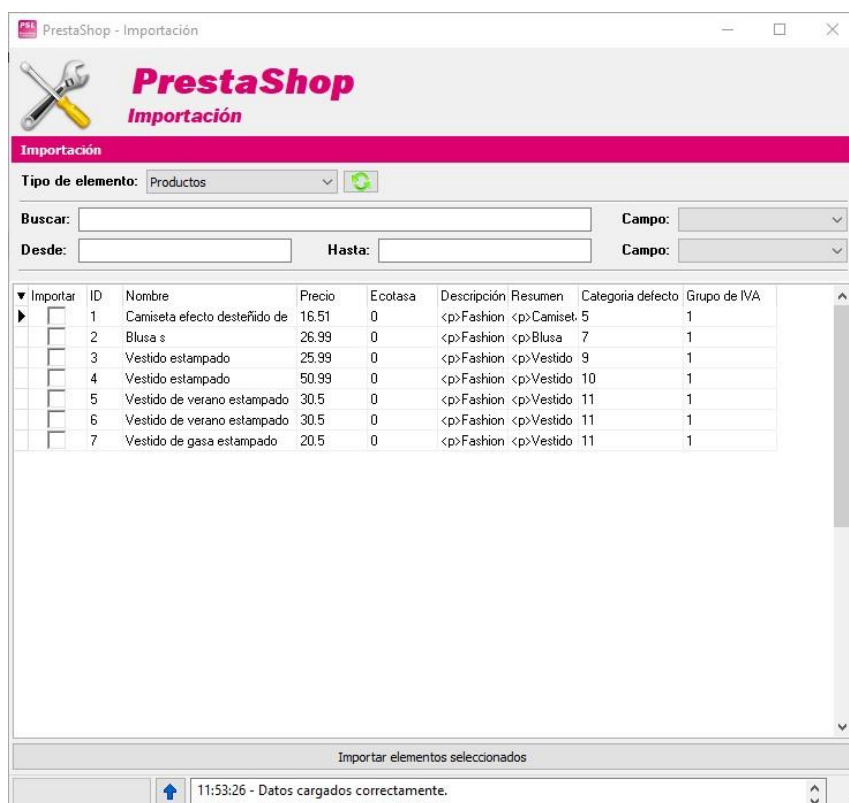 PS&
PrestaShop - Importación
PrestaShop
Importación
Importación
Tipo de elemento: Productos
Buscar: Campo:
Desde: Hasta: Campo:
Importar ID Nombre Precio Ecotasa Descripción Resumen Categoria defecto Grupo de IVA
1 Camiseta efecto desteñido de 16.51 0 <p>Fashion <p>Camiset. 5 1
2 Blusa s 26.99 0 <p>Fashion <p>Blusa 7 1
3 Vestido estampado 25.99 0 <p>Fashion <p>Vestido 9 1
4 Vestido estampado 50.99 0 <p>Fashion <p>Vestido 10 1
5 Vestido de verano estampado 30.5 0 <p>Fashion <p>Vestido 11 1
6 Vestido de verano estampado 30.5 0 <p>Fashion <p>Vestido 11 1
7 Vestido de gasa estampado 20.5 0 <p>Fashion <p>Vestido 11 1
Importar elementos seleccionados
11:53:26 - Datos cargados correctamente.